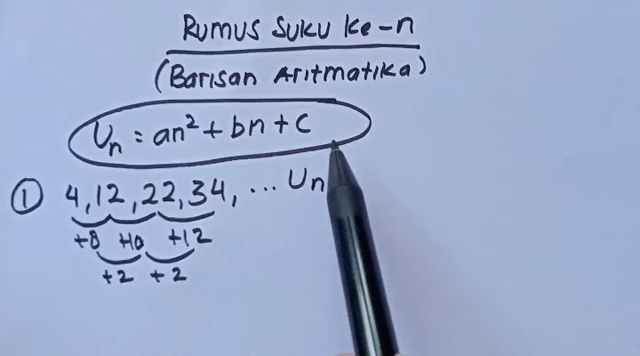 Rumus Suku ke-n
(Barisan Aritmatika)
Un = an² + bn + c
① 4, 12, 22, 34, ... Un
+8 +10 +12
+2 +2